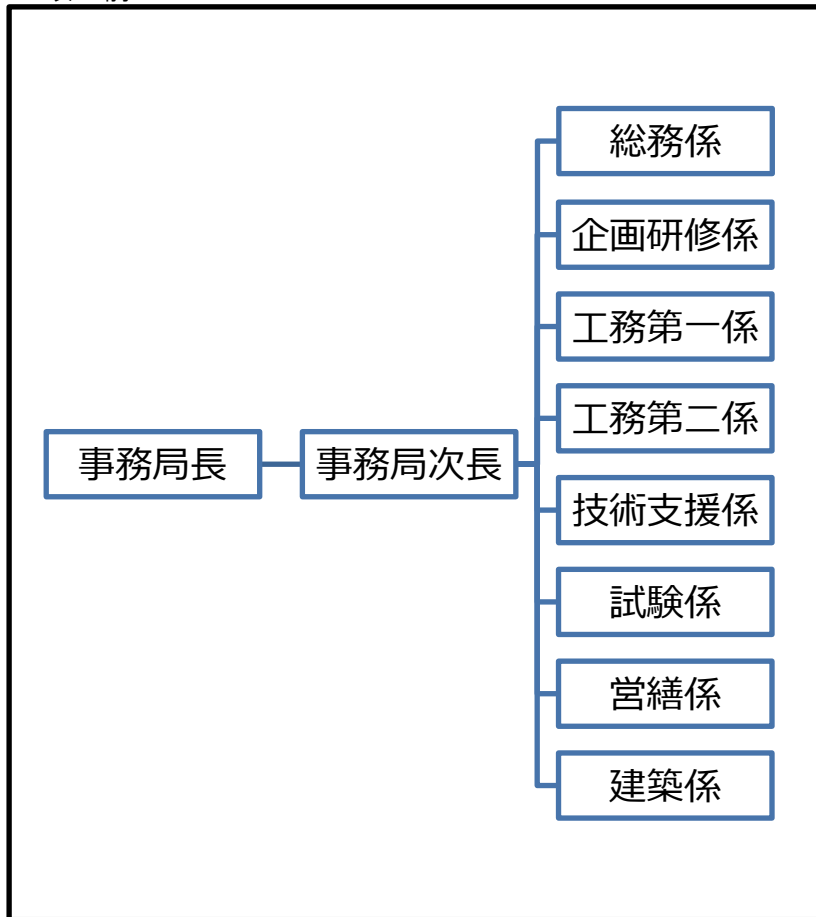 事務局長
事務局次長
総務係
企画研修係
工務第一係
工務第二係
技術支援係
試験係
営繕係
建築係